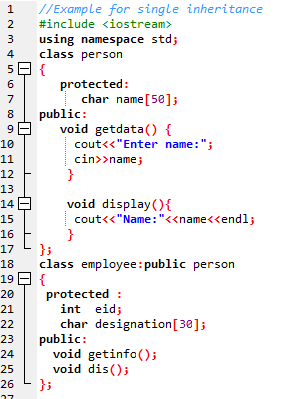 1 //Example for single inheritance
2 #include <iostream>
3 using namespace std;
4 class person
5 {
6 protected:
7 char name[50];
8 public:
9 void getdata() {
10 cout<<"Enter name:";
11 cin>>name;
12 }
13
14 void display(){
15 cout<<"Name:"<<name<<endl;
16 }
17 };
18 class employee:public person
19 {
20 protected :
21 int eid;
22 char designation[30];
23 public:
24 void getinfo();
25 void dis();
26 };
27